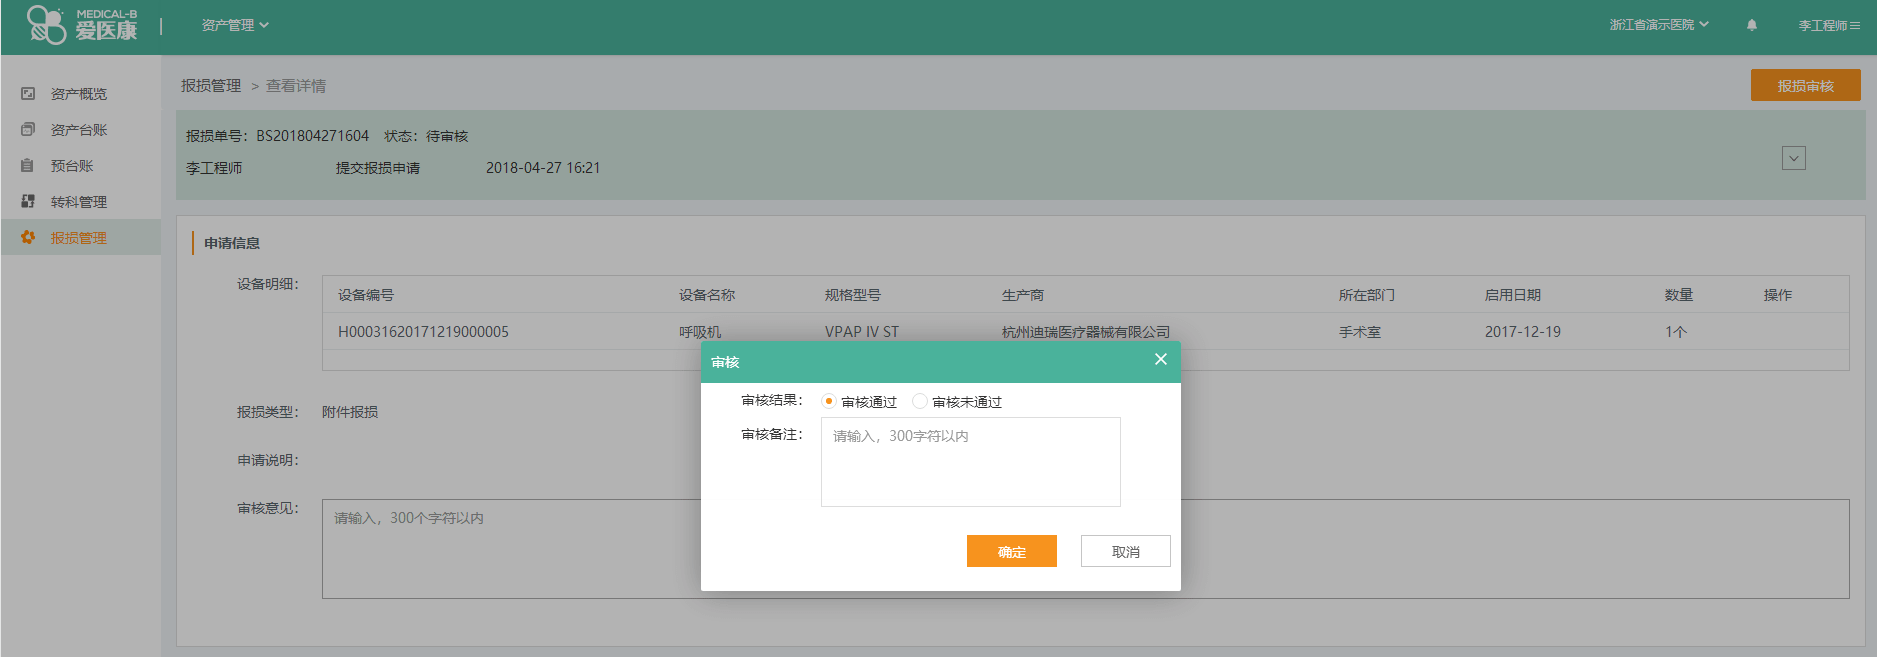 MEDICAL-B
爱医康
资产管理
浙江省演示医院
李工程师
资产概览
资产台账
预台账
转科管理
报损管理
报损管理 > 查看详情
报损审核
报损单号：BS201804271604 状态：待审核
李工程师 提交报损申请 2018-04-27 16:21
申请信息
设备明细：
设备编号 设备名称 规格型号 生产商 所在部门 启用日期 数量 操作
H00031620171219000005 呼吸机 VPAP IV ST 杭州迪瑞医疗器械有限公司 手术室 2017-12-19 1个
报损类型： 附件报损
申请说明：
审核意见： 请输入，300个字符以内
审核
审核结果： 审核通过 审核未通过
审核备注： 请输入，300字符以内
确定 取消